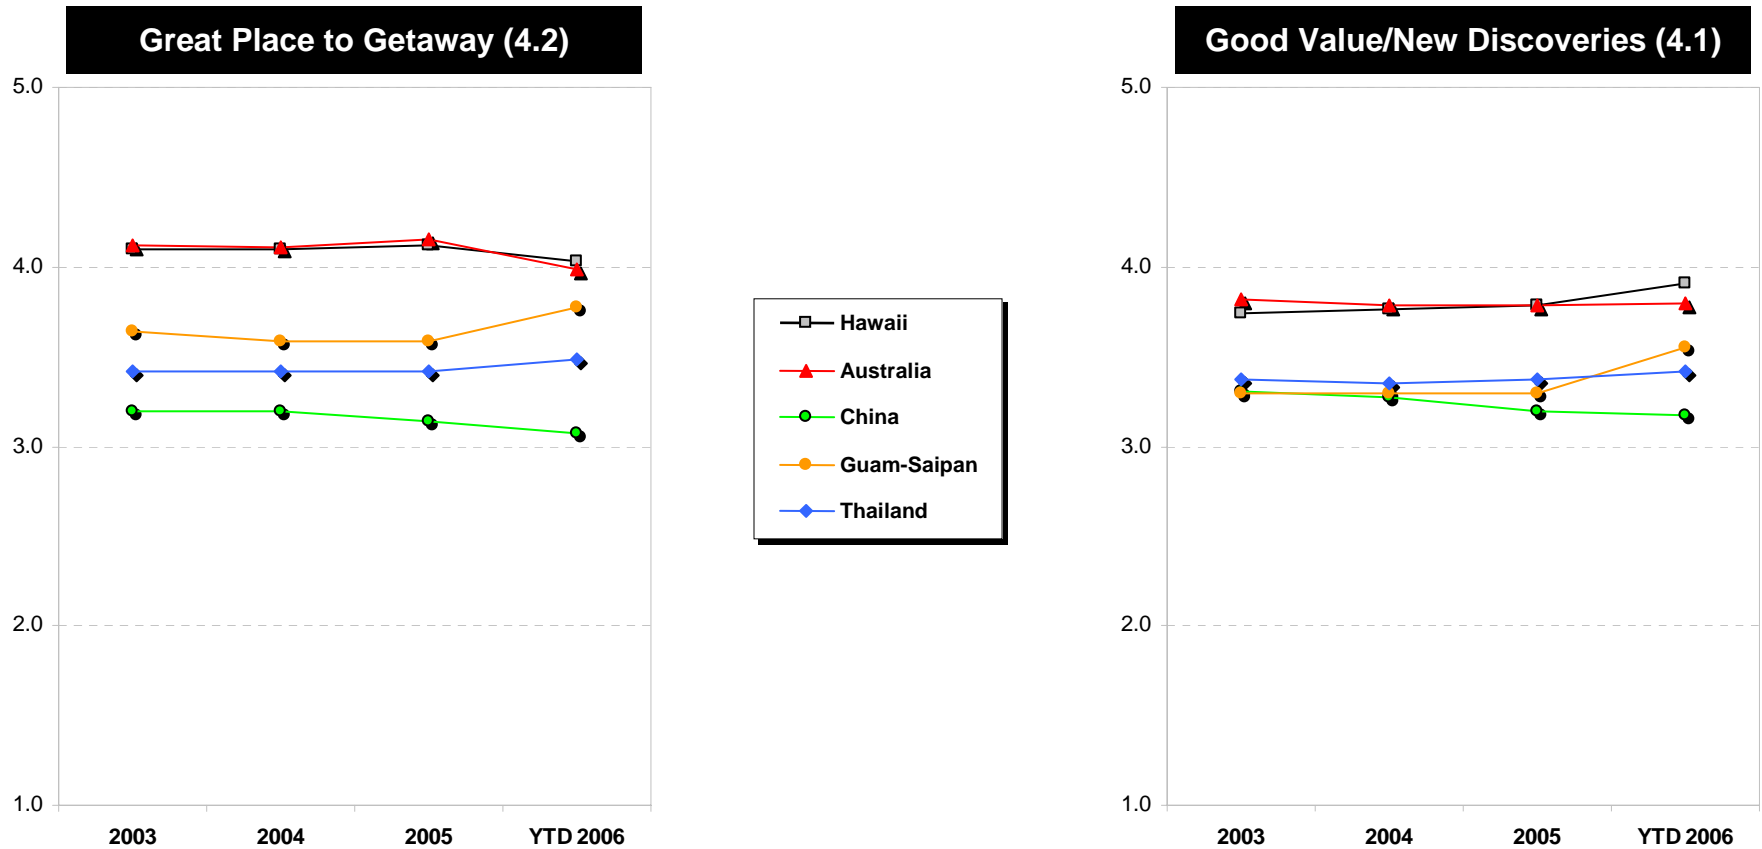 Great Place to Getaway (4.2)
5.0
4.0
3.0
2.0
1.0
2003 2004 2005 YTD 2006
Hawaii
Australia
China
Guam-Saipan
Thailand
Good Value/New Discoveries (4.1)
5.0
4.0
3.0
2.0
1.0
2003 2004 2005 YTD 2006